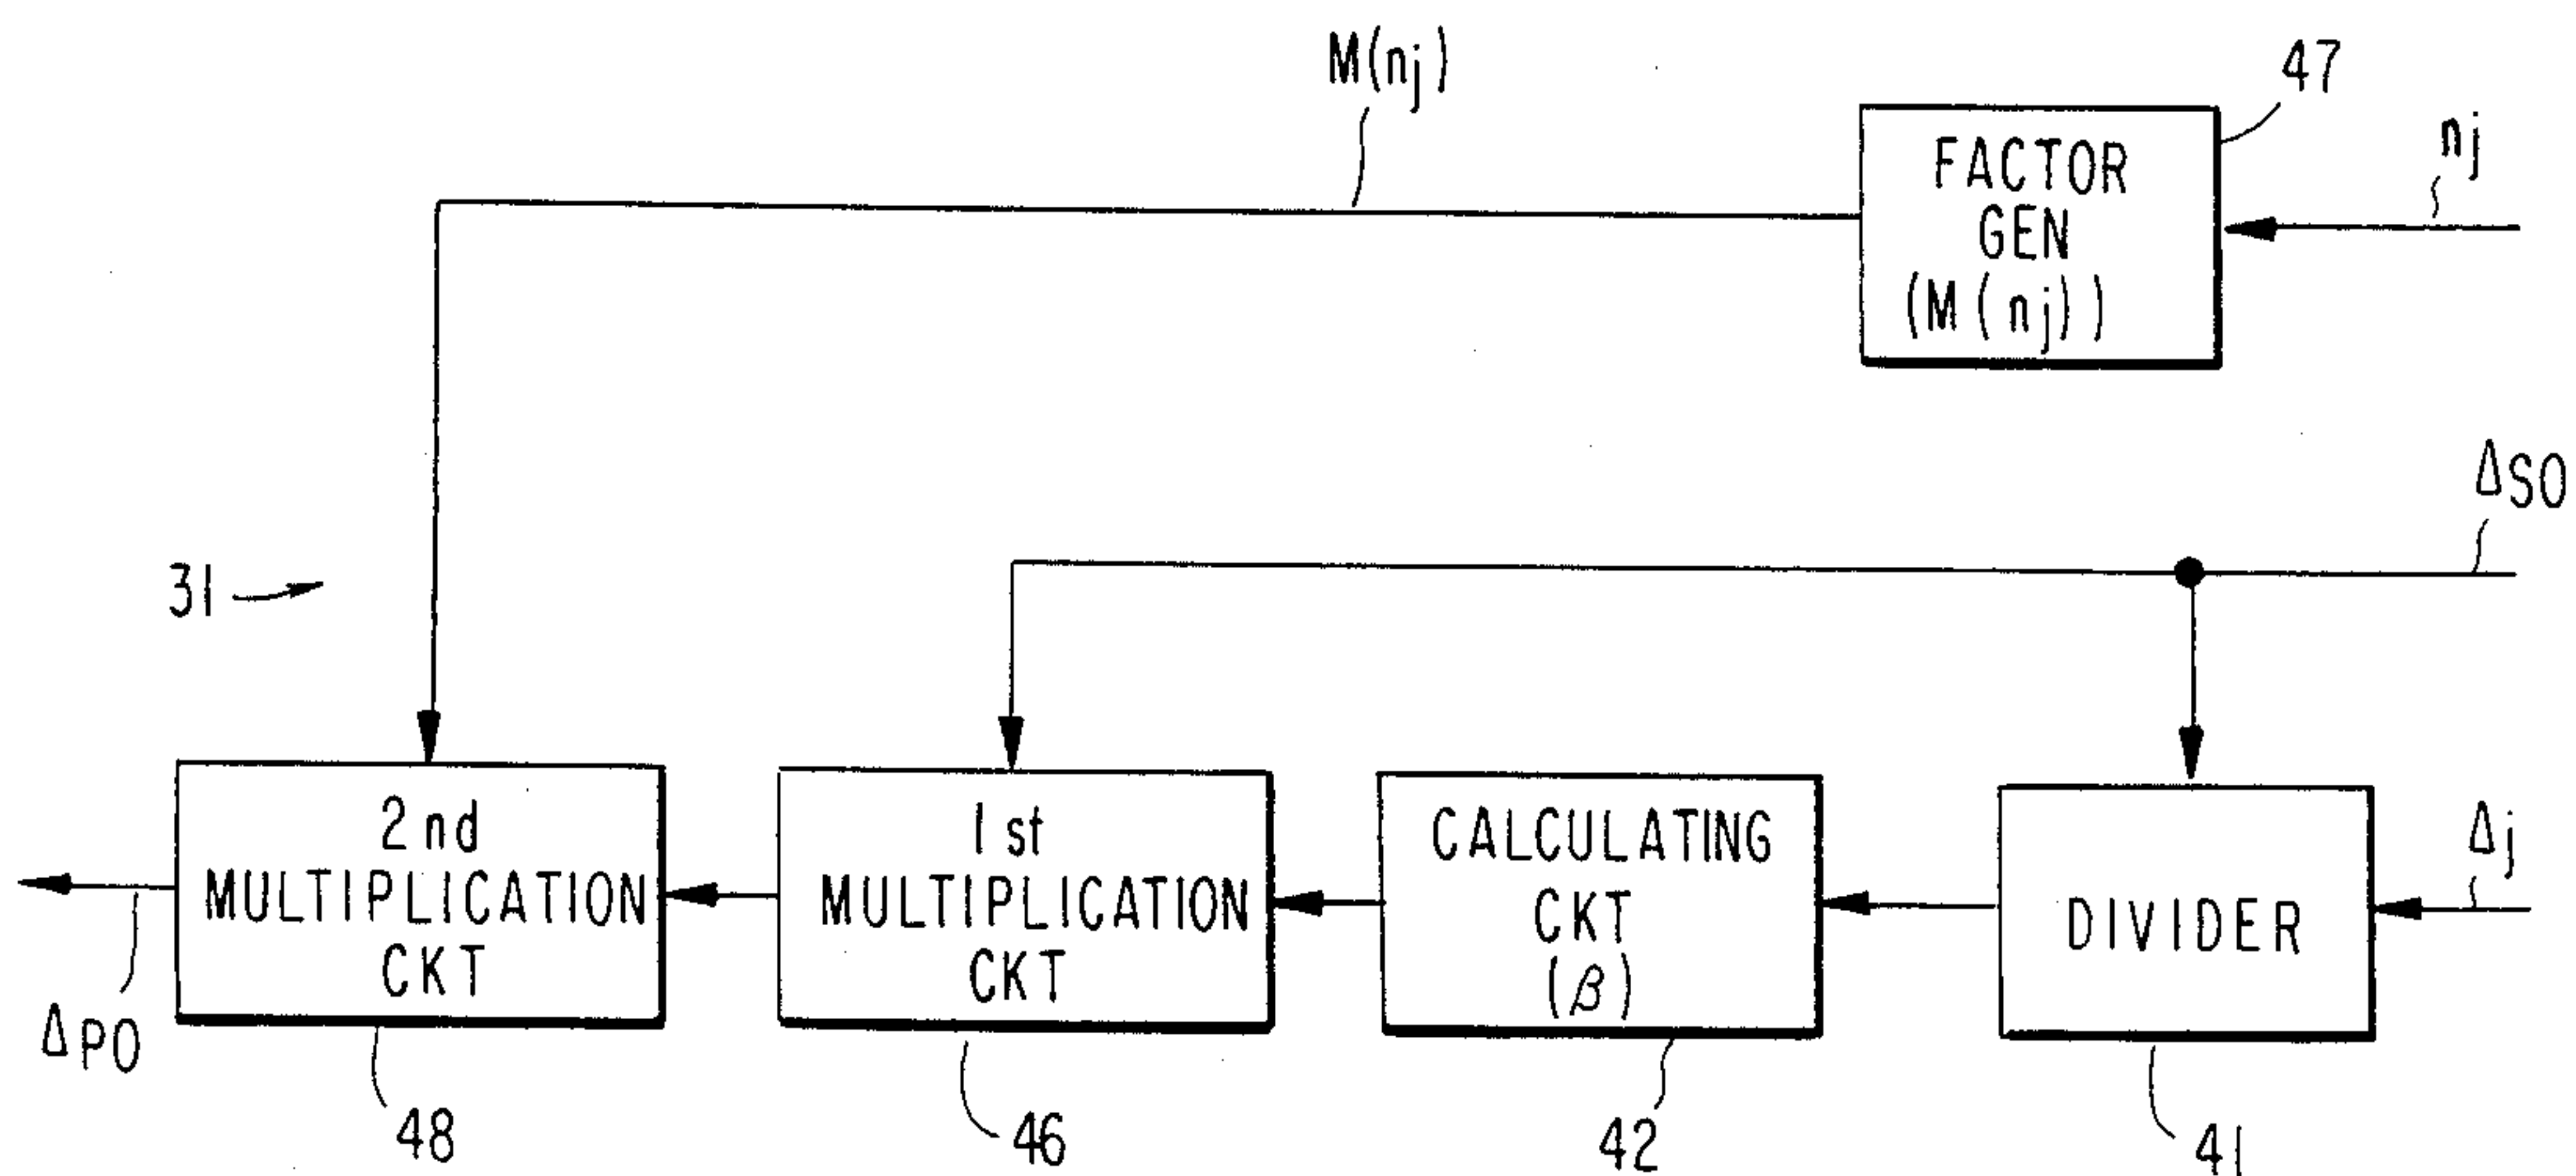 M(nj)
47
FACTOR
GEN
(M(nj))
nj
ΔSO
31
2nd
MULTIPLICATION
CKT
1st
MULTIPLICATION
CKT
CALCULATING
CKT
(β)
DIVIDER
Δj
ΔPO
48
46
42
41